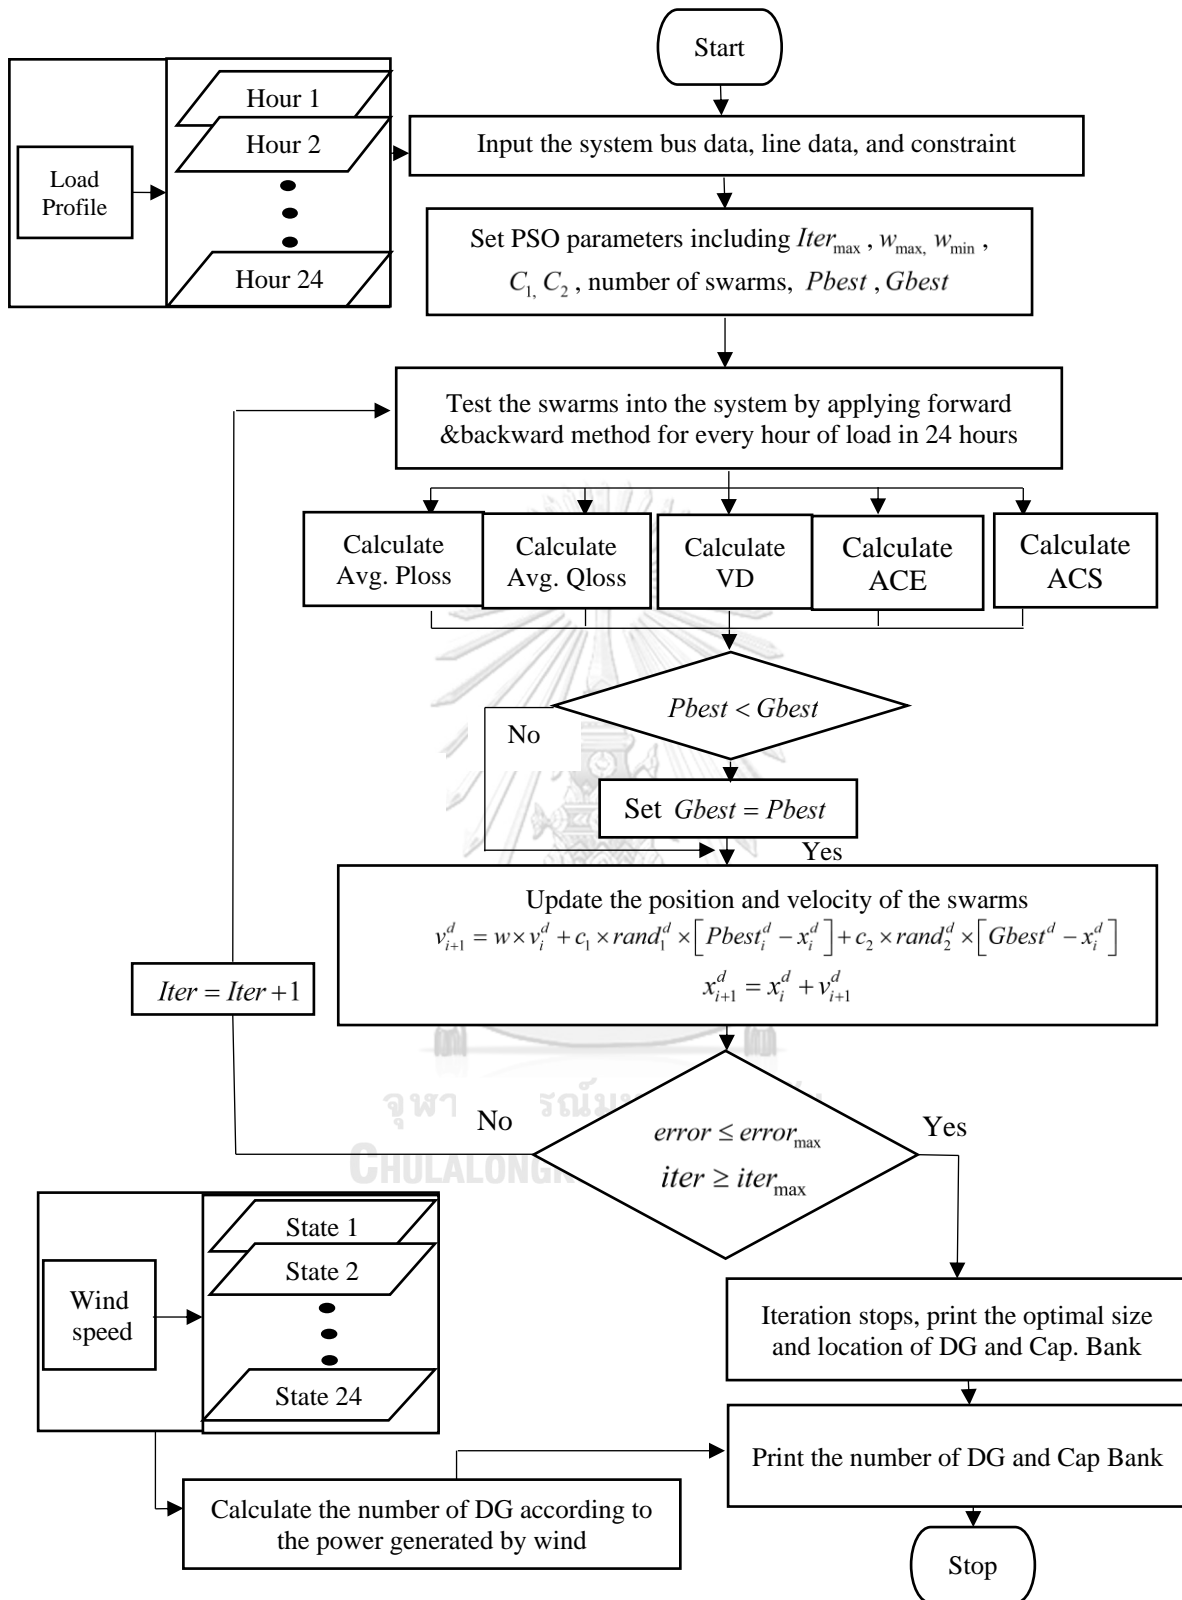 Start
Hour 1
Hour 2
Load
Profile
Hour 24
Input the system bus data, line data, and constraint
Set PSO parameters including Iter_max , w_max, w_min ,
C_1, C_2 , number of swarms, Pbest , Gbest
Test the swarms into the system by applying forward
&backward method for every hour of load in 24 hours
Calculate
Avg. Ploss
Calculate
Avg. Qloss
Calculate
VD
Calculate
ACE
Calculate
ACS
Pbest < Gbest
No
Set Gbest = Pbest
Yes
Update the position and velocity of the swarms
v_{i+1}^d = w × v_i^d + c_1 × rand_1^d × [Pbest_i^d − x_i^d] + c_2 × rand_2^d × [Gbest^d − x_i^d]
x_{i+1}^d = x_i^d + v_{i+1}^d
Iter = Iter + 1
จุฬา รณ์ม
CHULALONG
No
error ≤ error_max
iter ≥ iter_max
Yes
State 1
State 2
Wind
speed
State 24
Iteration stops, print the optimal size
and location of DG and Cap. Bank
Print the number of DG and Cap Bank
Calculate the number of DG according to
the power generated by wind
Stop